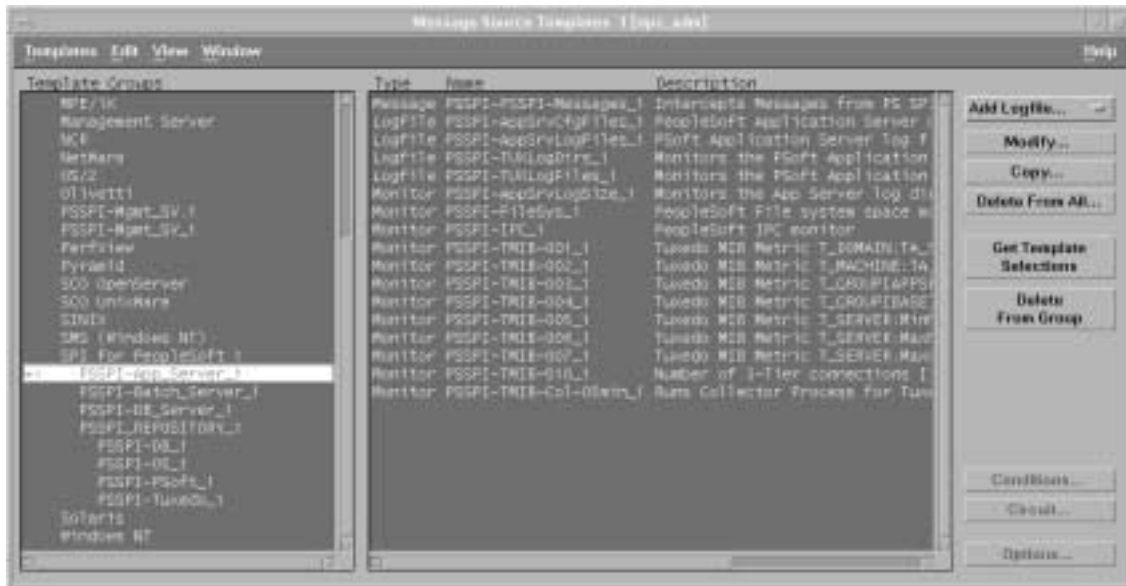 Message Source Templates 1[opc_adm]
Templates Edit View Window Help
Template Groups
MPE/iX
Management Server
NCR
NetWare
OS/2
Olivetti
PSSPI-Mgmt_SV.1
PSSPI-Mgmt_SV_1
PerfView
Pyramid
SCO OpenServer
SCO UnixWare
SINIX
SMS (Windows NT)
SPI for PeopleSoft 1
PSSPI-App_Server_1
PSSPI-Batch_Server_1
PSSPI-DB_Server_1
PSSPI_REPOSITORY_1
PSSPI-DB_1
PSSPI-OS_1
PSSPI-PSoft_1
PSSPI-Tuxedo_1
Solaris
Windows NT
Type Name Description
Message PSSPI-PSSPI-Messages_1 Intercepts Messages from PS SP
Logfile PSSPI-AppSrvCfgFiles_1 PeopleSoft Application Server
Logfile PSSPI-AppSrvLogFiles_1 PSoft Application Server log f
Logfile PSSPI-TUXLogDirs_1 Monitors the PSoft Application
Logfile PSSPI-TUXLogFiles_1 Monitors the PSoft Application
Monitor PSSPI-AppSrvLogSize_1 Monitors the App Server log di
Monitor PSSPI-FileSys_1 PeopleSoft File system space m
Monitor PSSPI-IPC_1 PeopleSoft IPC monitor
Monitor PSSPI-TMIB-001_1 Tuxedo MIB Metric T_DOMAIN:TA_
Monitor PSSPI-TMIB-002_1 Tuxedo MIB Metric T_MACHINE:TA
Monitor PSSPI-TMIB-003_1 Tuxedo MIB Metric
Monitor PSSPI-TMIB-004_1 Tuxedo MIB Metric
Monitor PSSPI-TMIB-005_1 Tuxedo MIB Metric
Monitor PSSPI-TMIB-006_1 Tuxedo MIB Metric
Monitor PSSPI-TMIB-007_1 Tuxedo MIB Metric
Monitor PSSPI-TMIB-010_1 Number of 3-Tier connections
Monitor PSSPI-TMIB-Col-05min_1 Runs Collector Process for Tuxe
Add Logfile...
Modify...
Copy...
Delete From All...
Get Template
Selections
Delete
From Group
Conditions...
Circuit...
Options...